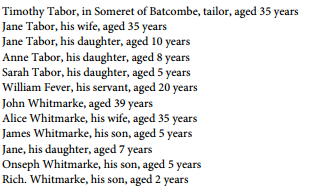 Timothy Tabor, in Someret of Batcombe, tailor, aged 35 years
Jane Tabor, his wife, aged 35 years
Jane Tabor, his daughter, aged 10 years
Anne Tabor, his daughter, aged 8 years
Sarah Tabor, his daughter, aged 5 years
William Fever, his servant, aged 20 years
John Whitmarke, aged 39 years
Alice Whitmarke, his wife, aged 35 years
James Whitmarke, his son, aged 5 years
Jane, his daughter, aged 7 years
Onseph Whitmarke, his son, aged 5 years
Rich. Whitmarke, his son, aged 2 years